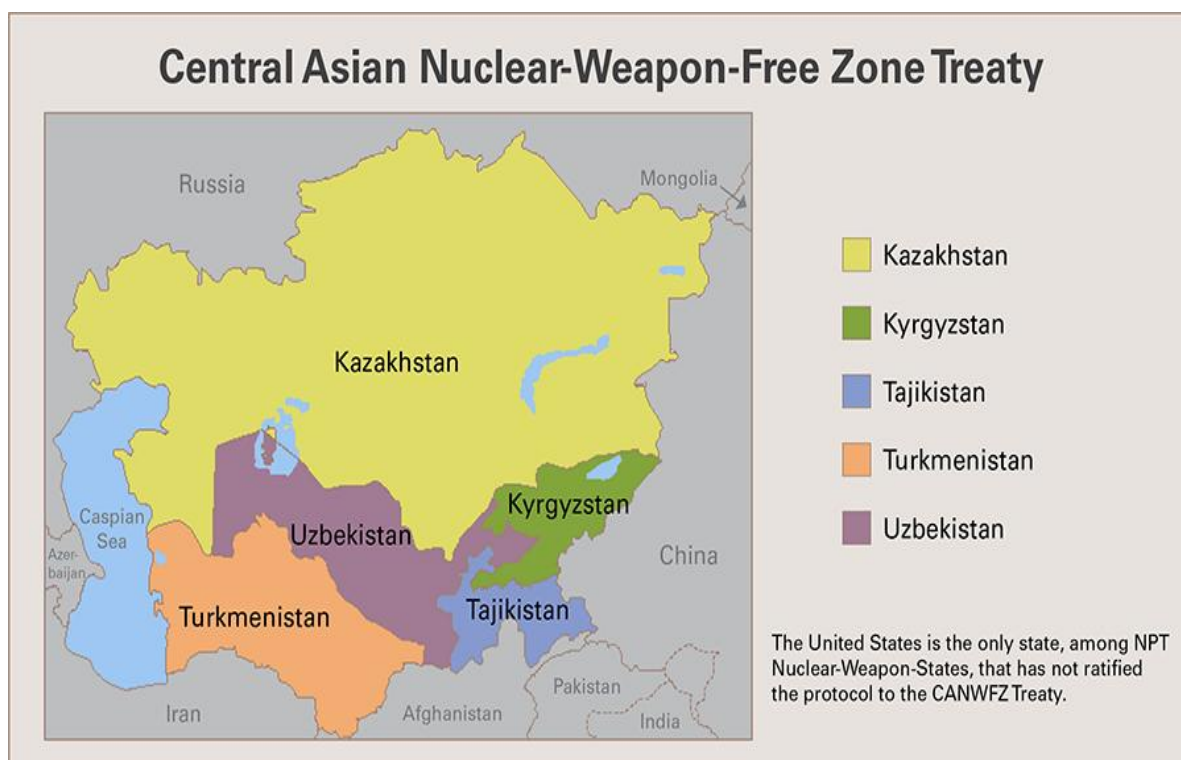 Central Asian Nuclear-Weapon-Free Zone Treaty
Russia
Mongolia
Kazakhstan
Caspian
Sea
Azer-
baijan
Uzbekistan
Kyrgyzstan
China
Turkmenistan
Tajikistan
Iran
Afghanistan
Pakistan
India
Kazakhstan
Kyrgyzstan
Tajikistan
Turkmenistan
Uzbekistan
The United States is the only state, among NPT
Nuclear-Weapon-States, that has not ratified
the protocol to the CANWFZ Treaty.